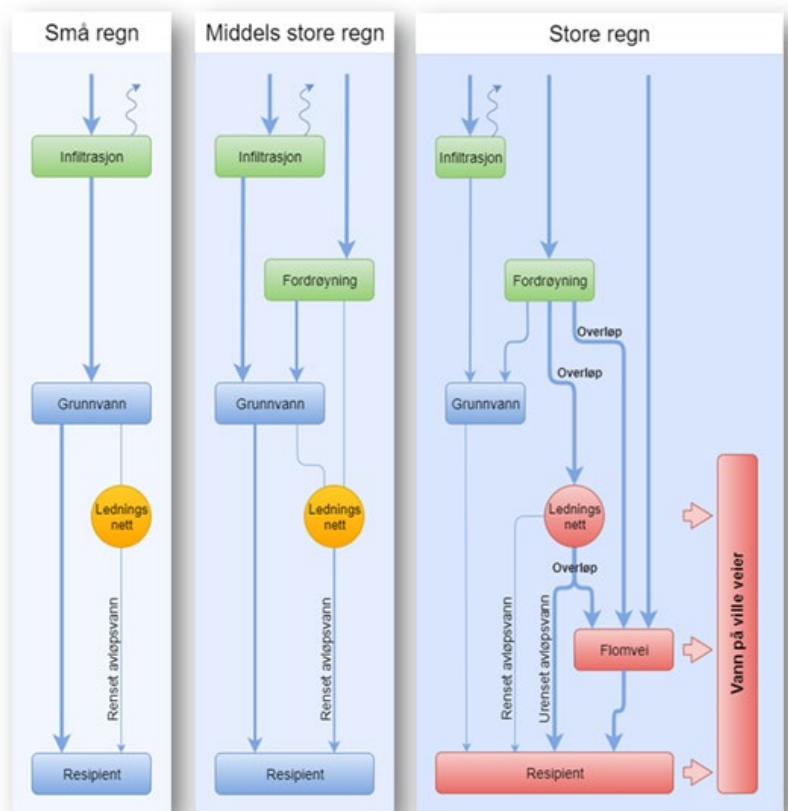 Små regn
Infiltrasjon
Grunnvann
Lednings
nett
Renset avløpsvann
Resipient
Middels store regn
Infiltrasjon
Fordrøyning
Grunnvann
Lednings
nett
Renset avløpsvann
Resipient
Store regn
Infiltrasjon
Fordrøyning
Overløp
Overløp
Grunnvann
Lednings
nett
Overløp
Renset avløpsvann
Urenset avløpsvann
Flomvei
Resipient
Vann på ville veier